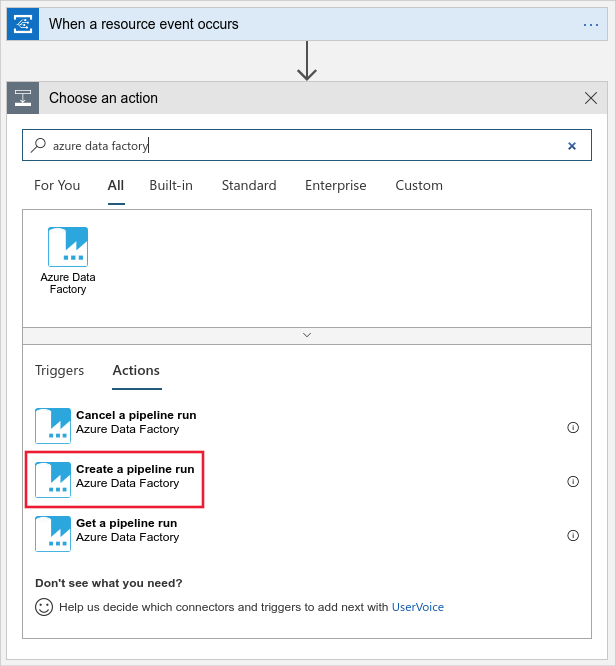 When a resource event occurs
Choose an action
azure data factory
For You All Built-in Standard Enterprise Custom
Azure Data
Factory
Triggers Actions
Cancel a pipeline run
Azure Data Factory
Create a pipeline run
Azure Data Factory
Get a pipeline run
Azure Data Factory
Don't see what you need?
Help us decide which connectors and triggers to add next with UserVoice